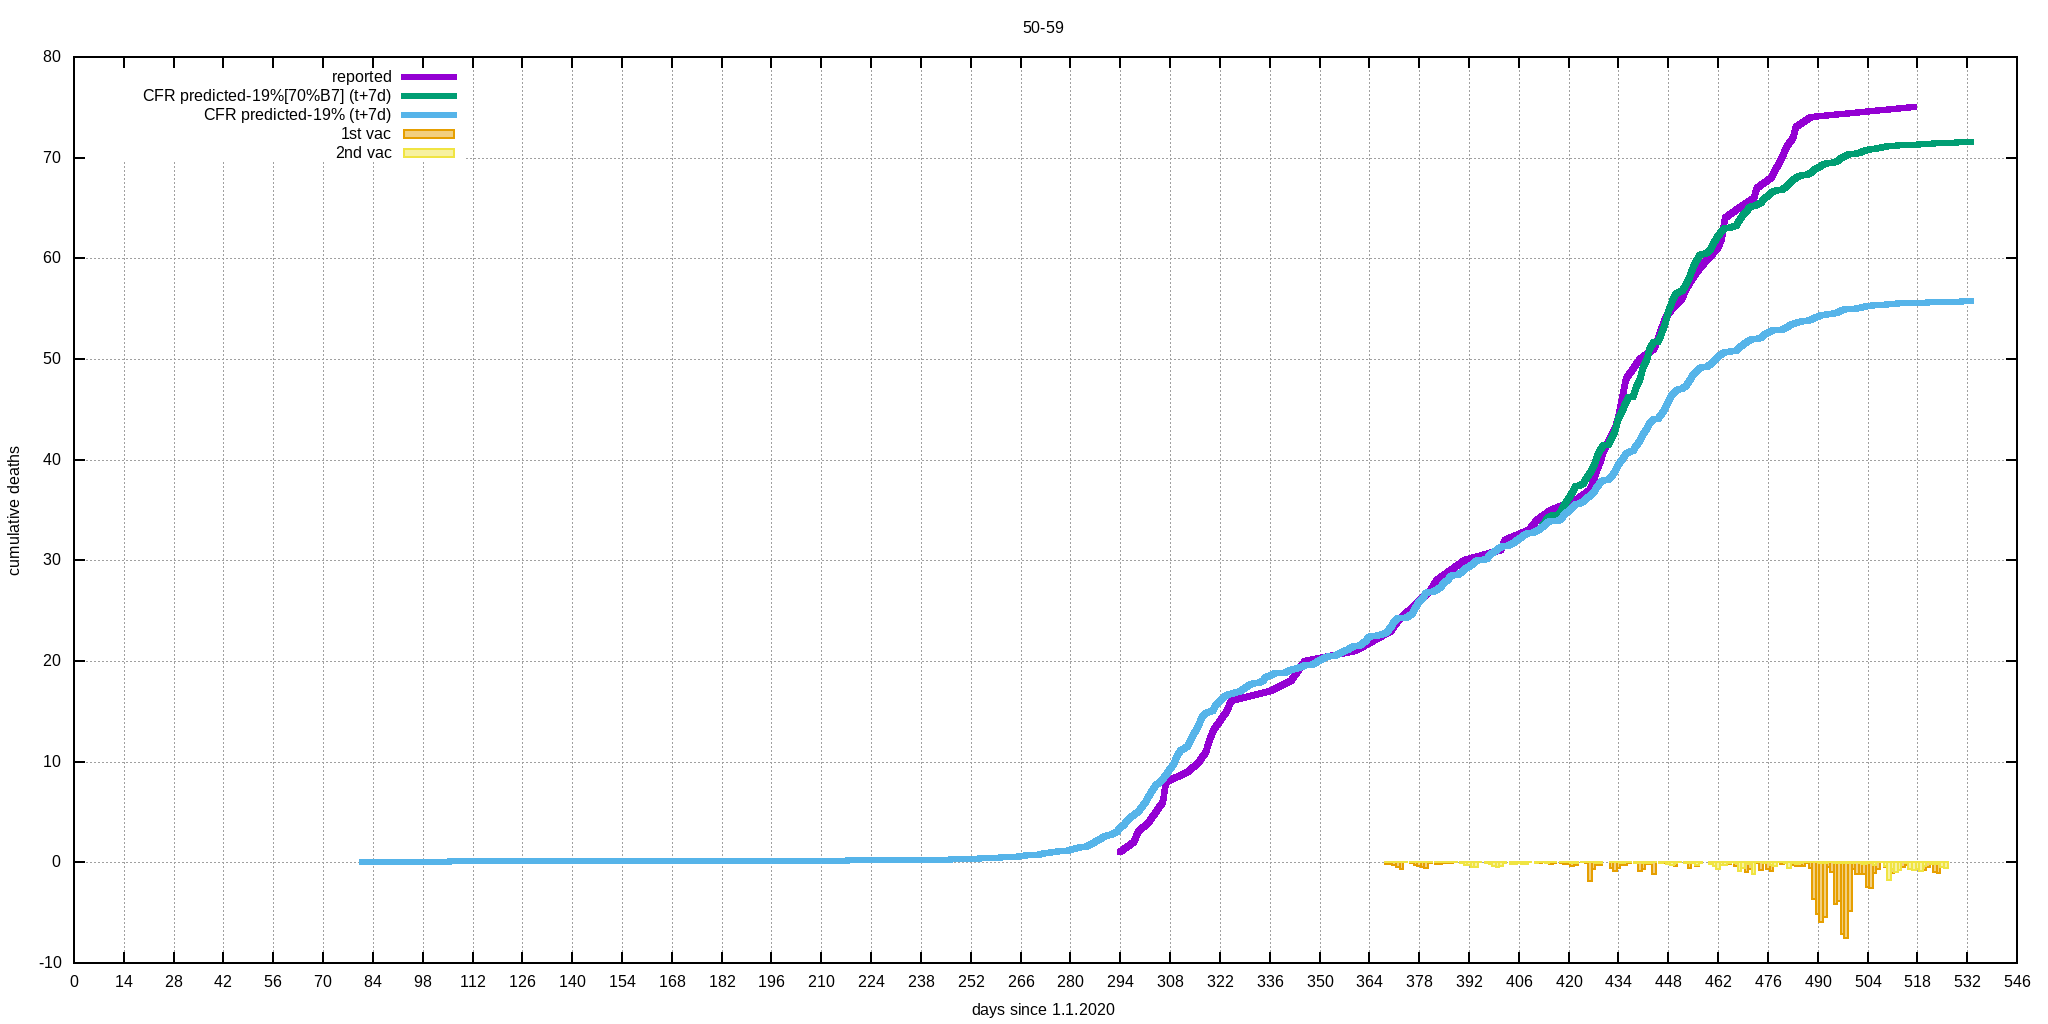 50-59
80
70
60
50
40
30
20
10
0
-10
cumulative deaths
reported
CFR predicted-19%[70%B7] (t+7d)
CFR predicted-19% (t+7d)
1st vac
2nd vac
0 14 28 42 56 70 84 98 112 126 140 154 168 182 196 210 224 238 252 266 280 294 308 322 336 350 364 378 392 406 420 434 448 462 476 490 504 518 532 546
days since 1.1.2020